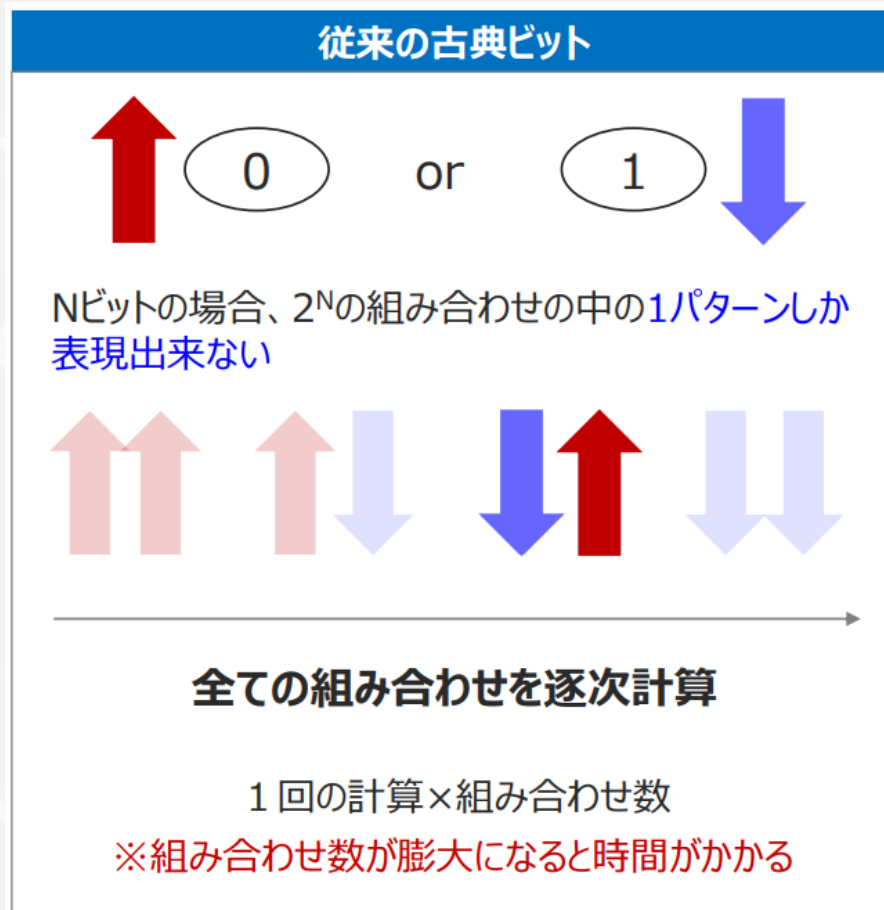 従来の古典ビット
0 or 1
Nビットの場合、2ᴺの組み合わせの中の1パターンしか
表現出来ない
全ての組み合わせを逐次計算
１回の計算×組み合わせ数
※組み合わせ数が膨大になると時間がかかる